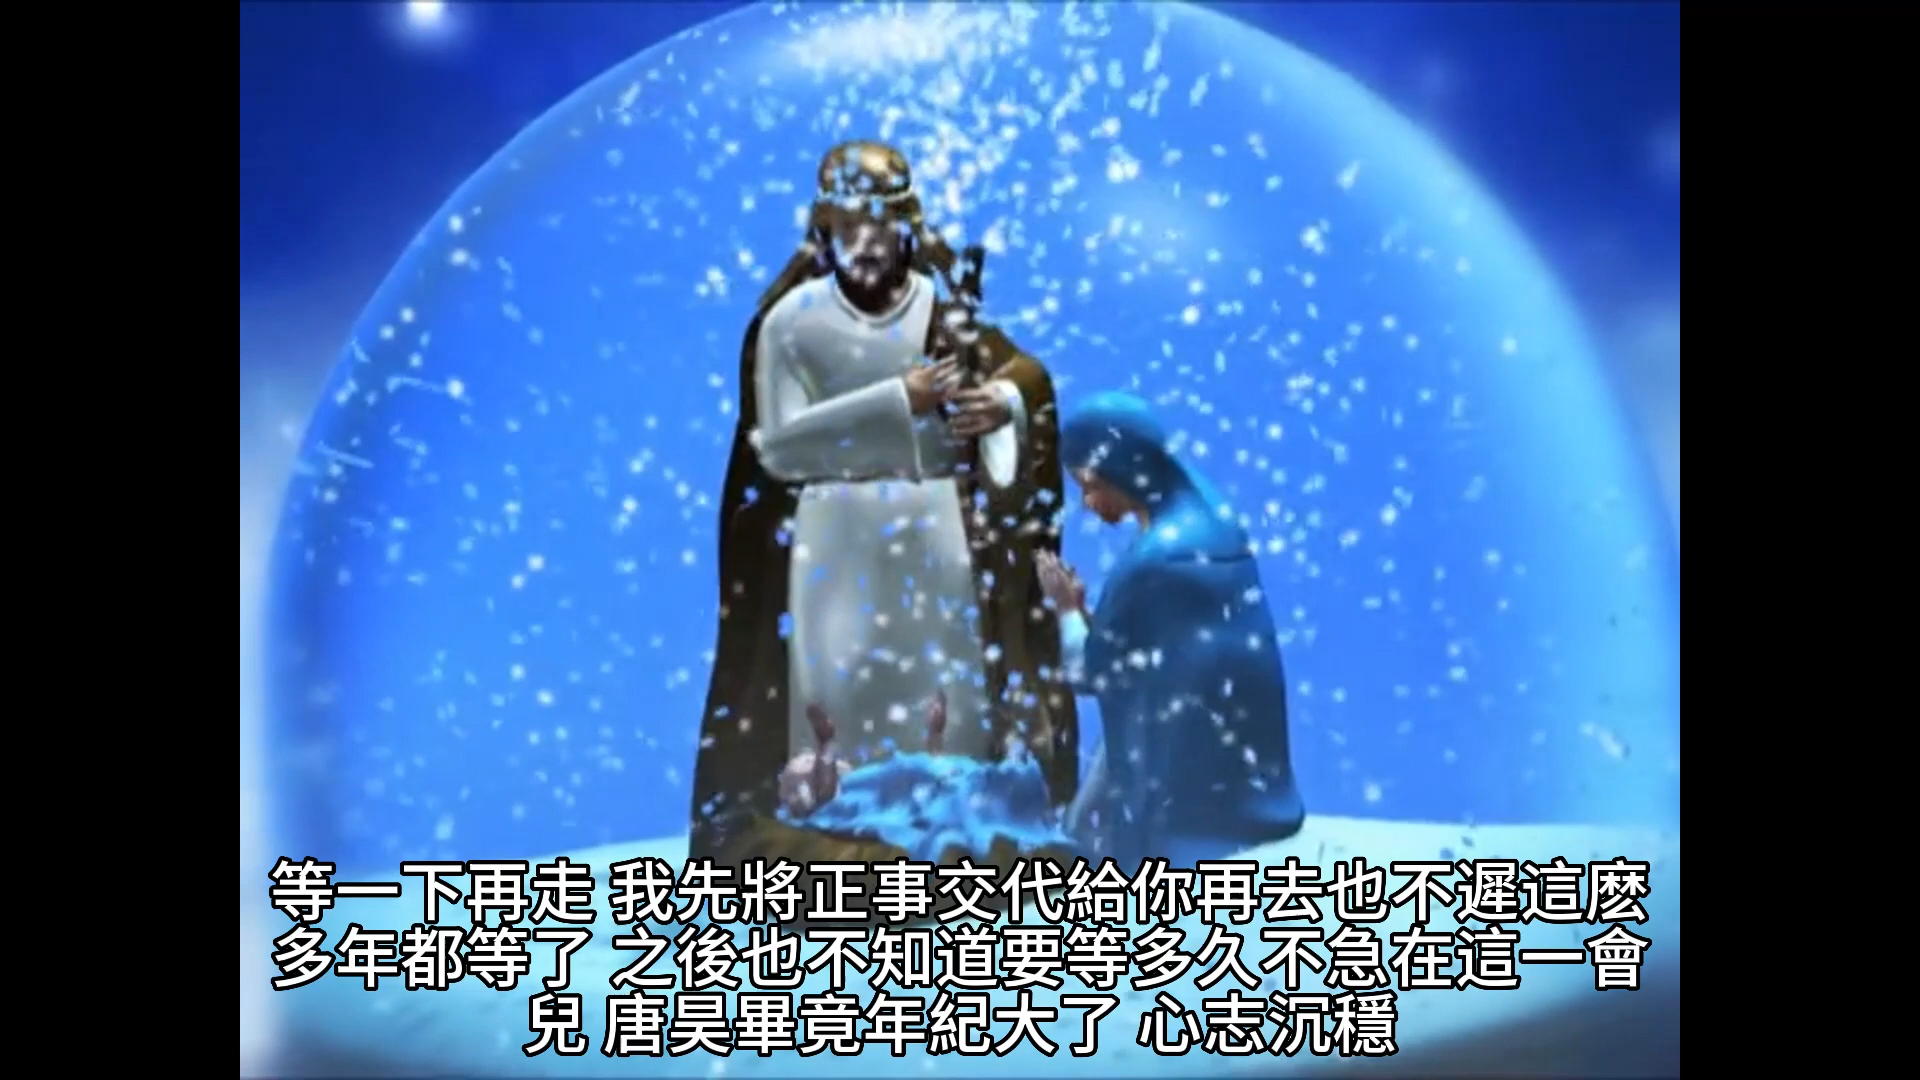 等一下再走 我先將正事交代給你再去也不遲這麽
多年都等了 之後也不知道要等多久不急在這一會
兒 唐昊畢竟年紀大了 心志沉穩